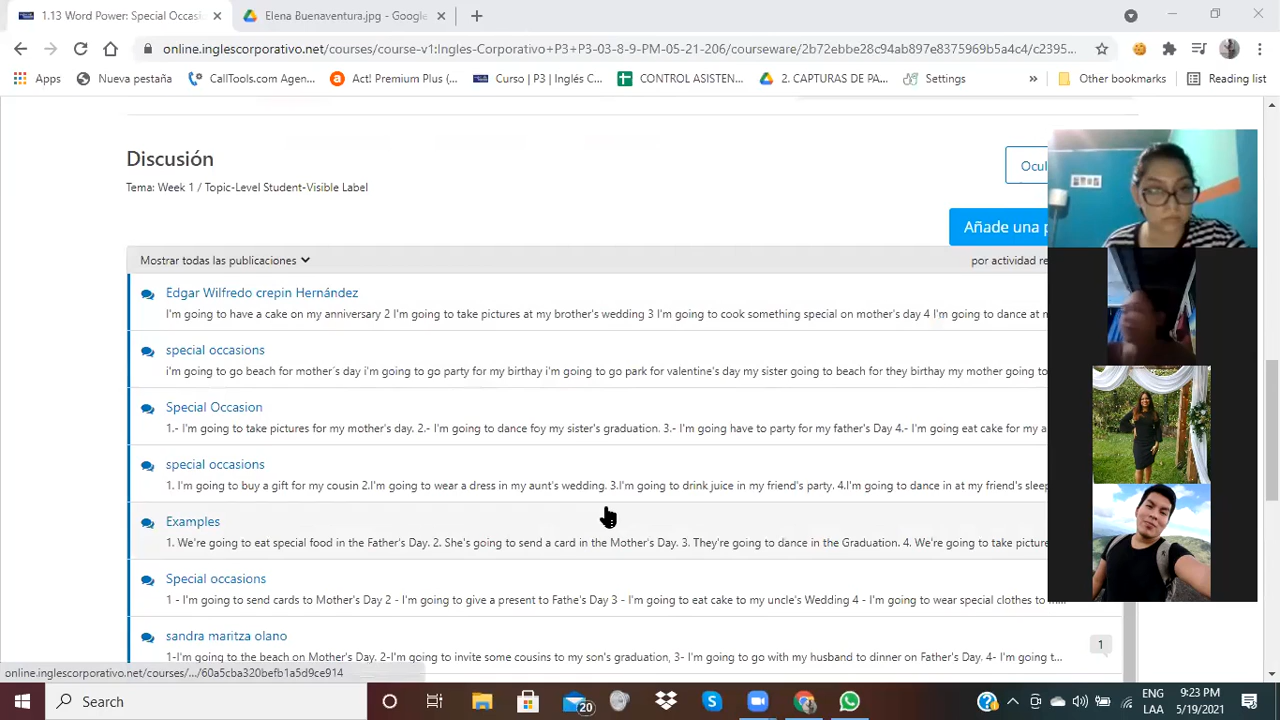 1.13 Word Power: Special Occasi
Elena Buenaventura.jpg - Google
online.inglescorporativo.net/courses/course-v1:Ingles-Corporativo+P3+P3-03-8-9-PM-05-21-206/courseware/2b72ebbe28c94ab897e8375969b5a4c4/c2395...
Apps
Nueva pestaña
CallTools.com Agen...
Act! Premium Plus (...
Curso | P3 | Inglés C...
CONTROL ASISTEN...
2. CAPTURAS DE PA...
Settings
»
Other bookmarks
Reading list
Discusión
Ocul
Tema: Week 1 / Topic-Level Student-Visible Label
Añade una p
Mostrar todas las publicaciones
por actividad re
Edgar Wilfredo crepin Hernández
I'm going to have a cake on my anniversary 2 I'm going to take pictures at my brother's wedding 3 I'm going to cook something special on mother's day 4 I'm going to dance at m
special occasions
i'm going to go beach for mother´s day i'm going to go party for my birthay i'm going to go park for valentine's day my sister going to beach for they birthay my mother going to
Special Occasion
1.- I'm going to take pictures for my mother's day. 2.- I'm going to dance foy my sister's graduation. 3.- I'm going have to party for my father's Day 4.- I'm going eat cake for my a
special occasions
1. I'm going to buy a gift for my cousin 2.I'm going to wear a dress in my aunt's wedding. 3.I'm going to drink juice in my friend's party. 4.I'm going to dance in at my friend's sleep
Examples
1. We're going to eat special food in the Father's Day. 2. She's going to send a card in the Mother's Day. 3. They're going to dance in the Graduation. 4. We're going to take picture
Special occasions
1 - I'm going to send cards to Mother's Day 2 - I'm going to give a present to Fathe's Day 3 - I'm going to eat cake to my uncle's Wedding 4 - I'm going to wear special clothes to m...
sandra maritza olano
1
1-I'm going to the beach on Mother's Day. 2-I'm going to invite some cousins to my son's graduation, 3- I'm going to go with my husband to dinner on Father's Day. 4- I'm going t...
online.inglescorporativo.net/courses/.../60a5cba320befb1a5d9ce914
Search
20
ENG
LAA
9:23 PM
5/19/2021